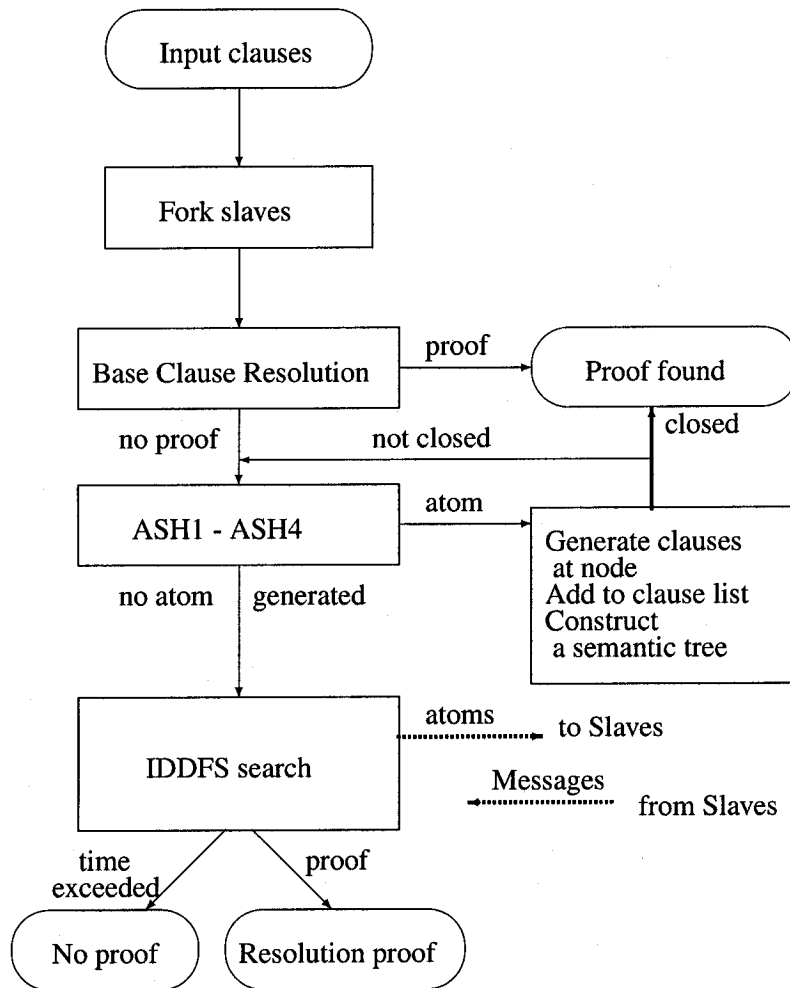 Input clauses
Fork slaves
Base Clause Resolution
proof
Proof found
no proof
not closed
closed
ASH1 - ASH4
atom
Generate clauses
at node
Add to clause list
Construct
a semantic tree
no atom
generated
IDDFS search
atoms
to Slaves
Messages
from Slaves
time
exceeded
proof
No proof
Resolution proof